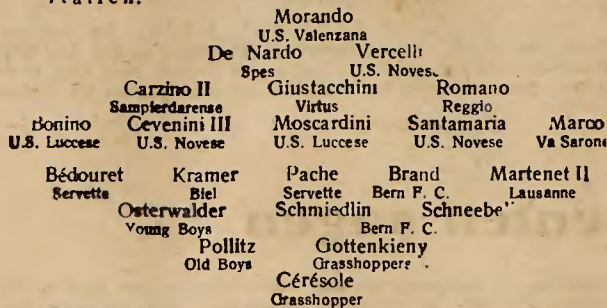 Italien:
Morando
U.S. Valenzana
De Nardo Vercelli
Spes U.S. Novese
Carzino II Giustacchini Romano
Sampierdarense Virtus Reggio
Bonino Cevenini III Moscardini Santamaria Marco
U.S. Luccese U.S. Novese U.S. Luccese U.S. Novese Va Sarone
Bédouret Kramer Pache Brand Martenet II
Servette Biel Servette Bern F. C. Lausanne
Osterwalder Schmiedlin
Young Boys Bern F. C.
Pollitz Gottenkieny
Old Boys Grasshoppers
Cérésole
Grasshopper